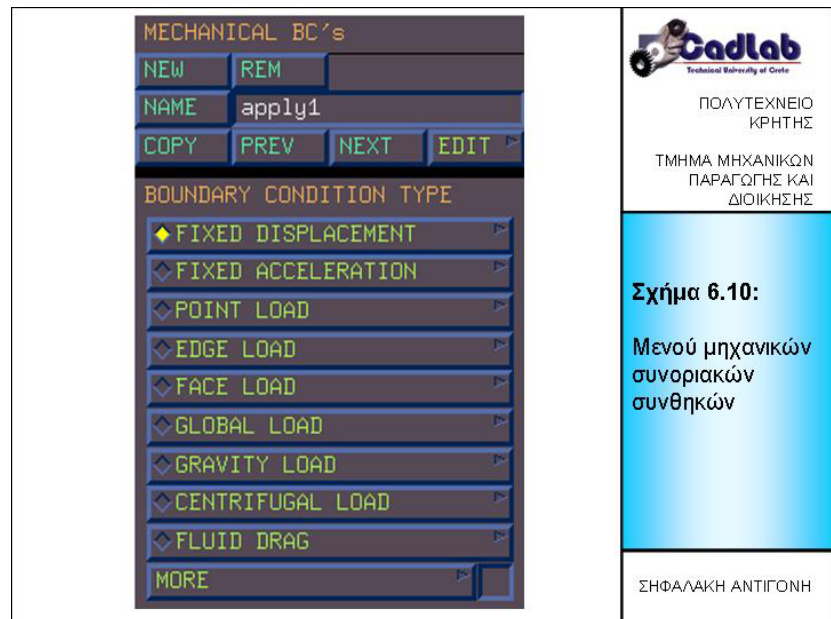 MECHANICAL BC's
NEW REM
NAME apply1
COPY PREV NEXT EDIT
BOUNDARY CONDITION TYPE
FIXED DISPLACEMENT
FIXED ACCELERATION
POINT LOAD
EDGE LOAD
FACE LOAD
GLOBAL LOAD
GRAVITY LOAD
CENTRIFUGAL LOAD
FLUID DRAG
MORE
CadLab
Technical University of Crete
ΠΟΛΥΤΕΧΝΕΙΟ
ΚΡΗΤΗΣ
ΤΜΗΜΑ ΜΗΧΑΝΙΚΩΝ
ΠΑΡΑΓΩΓΗΣ ΚΑΙ
ΔΙΟΙΚΗΣΗΣ
Σχήμα 6.10:
Μενού μηχανικών
συνοριακών
συνθηκών
ΣΗΦΑΛΑΚΗ ΑΝΤΙΓΟΝΗ